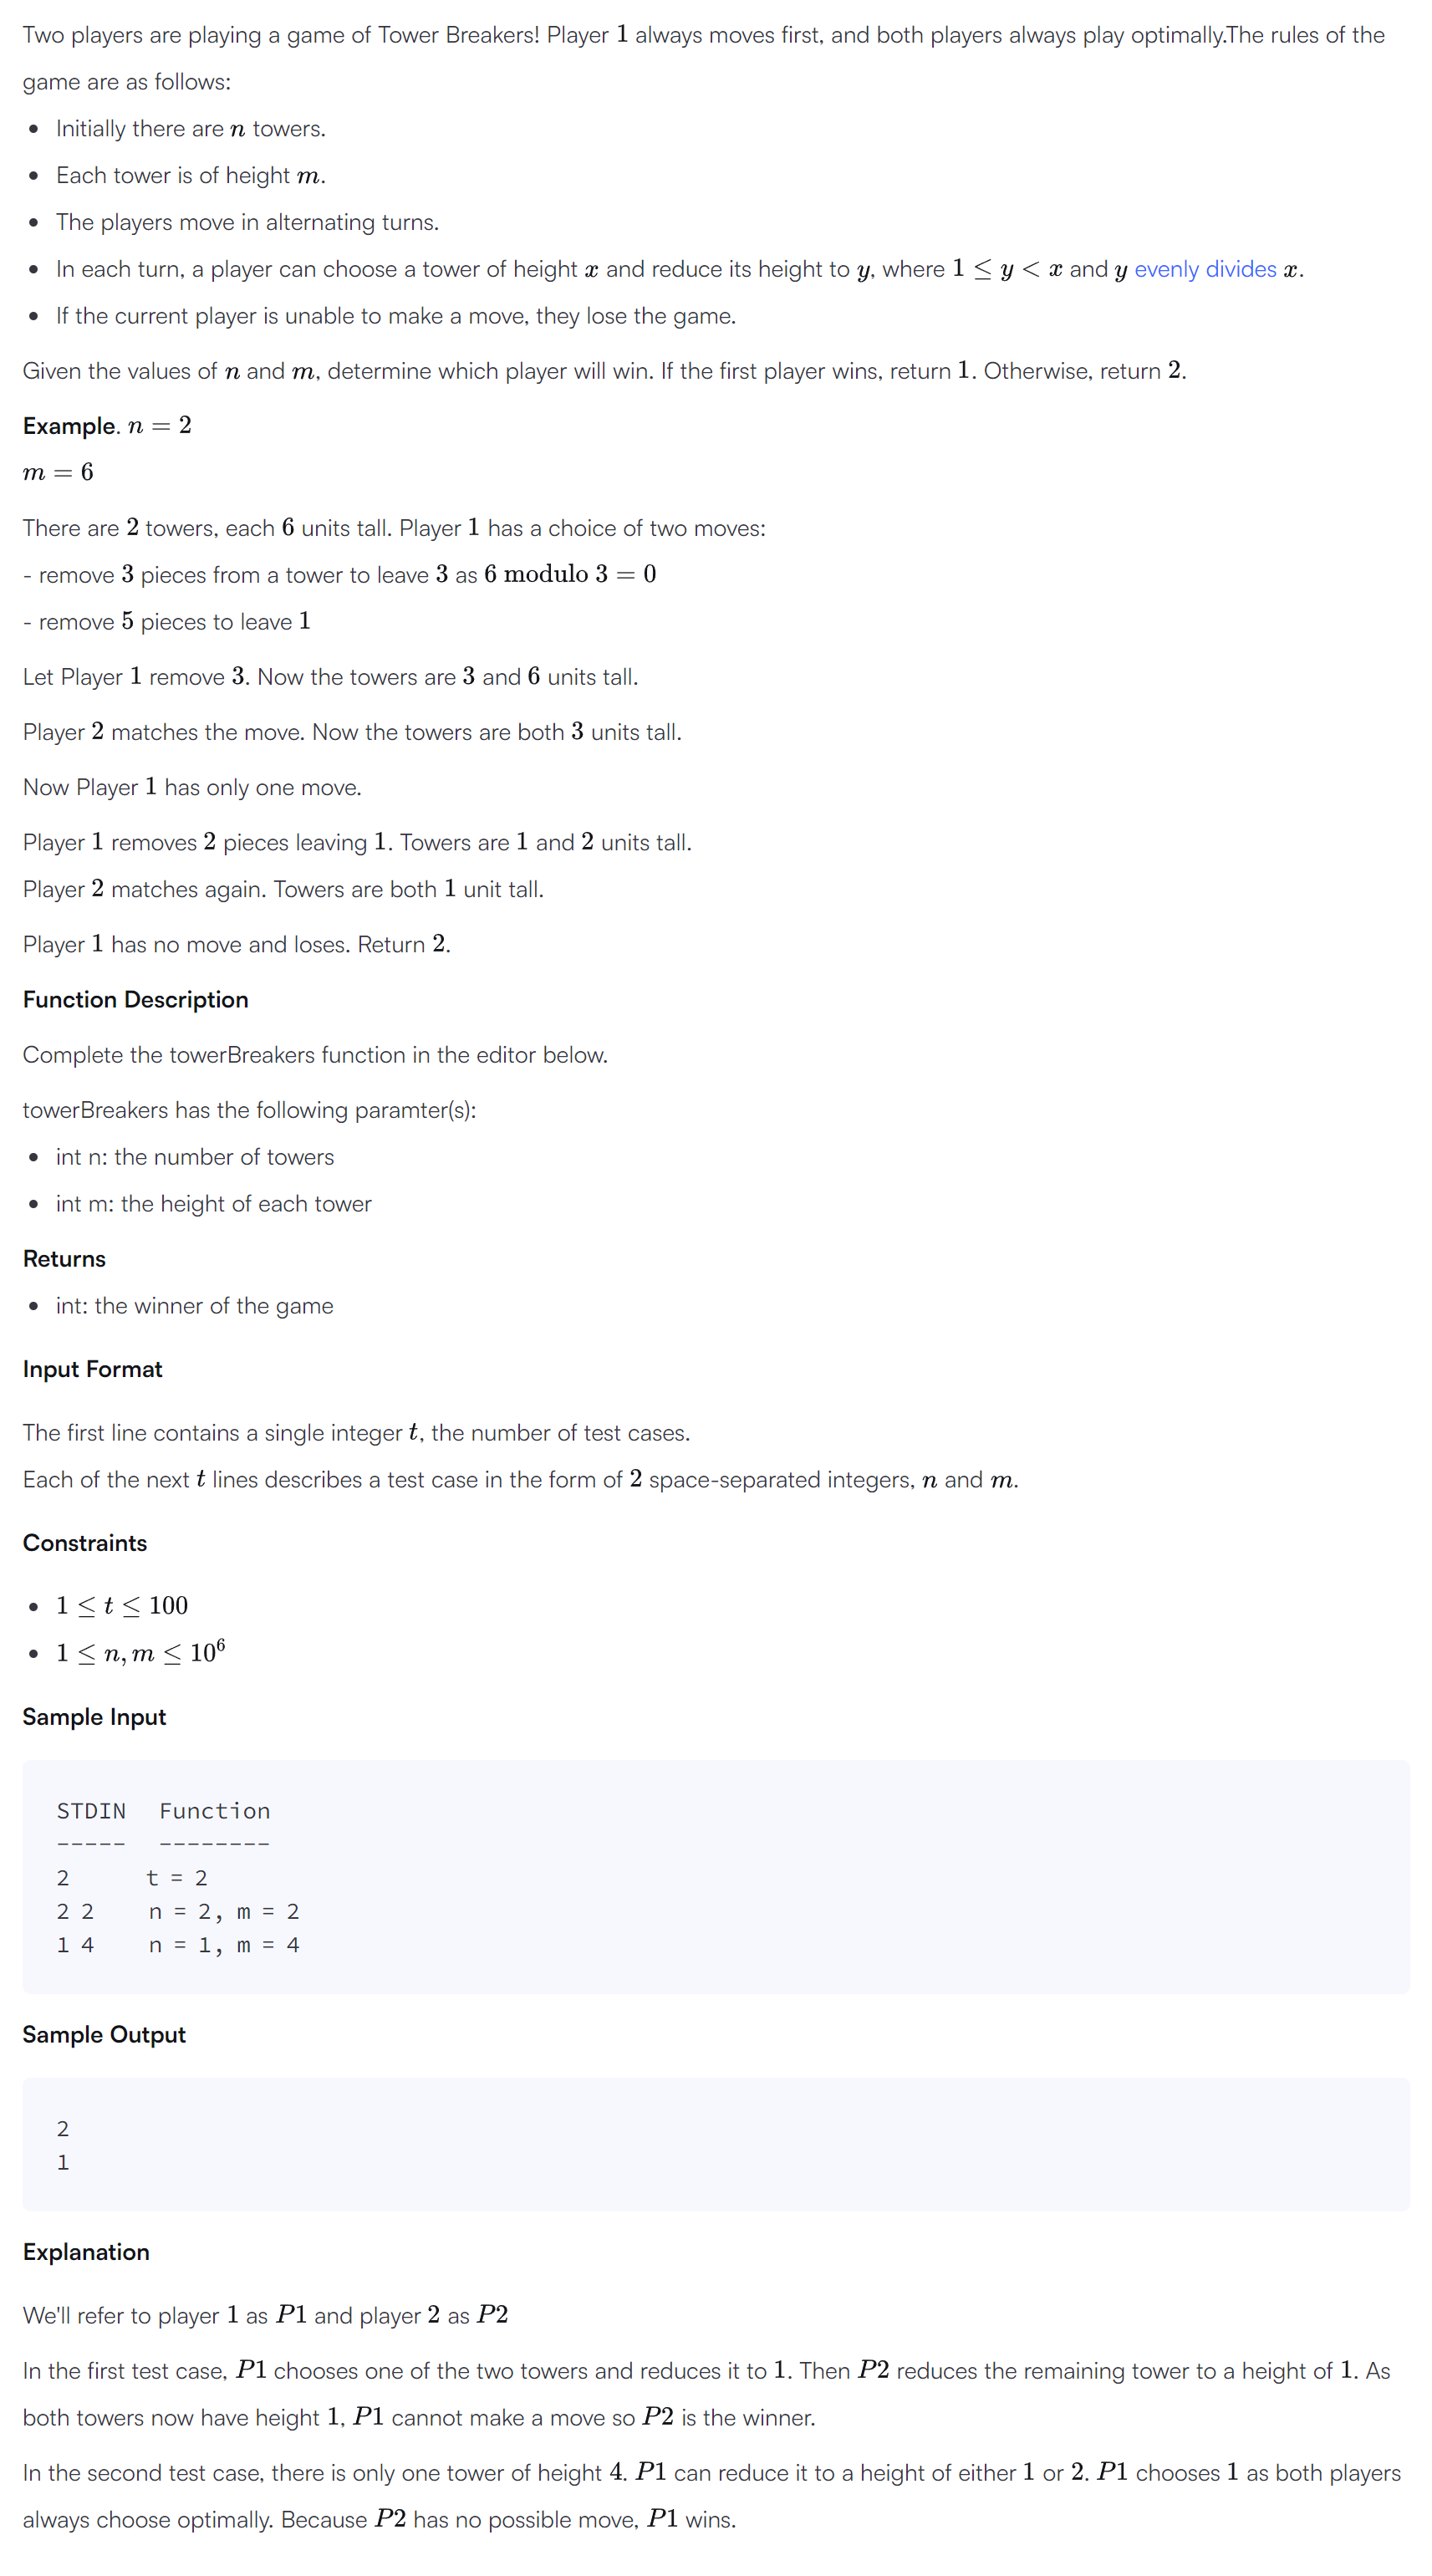 Two players are playing a game of Tower Breakers! Player 1 always moves first, and both players always play optimally.The rules of the
game are as follows:
• Initially there are n towers.
• Each tower is of height m.
• The players move in alternating turns.
• In each turn, a player can choose a tower of height x and reduce its height to y, where 1 ≤ y < x and y evenly divides x.
• If the current player is unable to make a move, they lose the game.
Given the values of n and m, determine which player will win. If the first player wins, return 1. Otherwise, return 2.
Example. n = 2
m = 6
There are 2 towers, each 6 units tall. Player 1 has a choice of two moves:
- remove 3 pieces from a tower to leave 3 as 6 modulo 3 = 0
- remove 5 pieces to leave 1
Let Player 1 remove 3. Now the towers are 3 and 6 units tall.
Player 2 matches the move. Now the towers are both 3 units tall.
Now Player 1 has only one move.
Player 1 removes 2 pieces leaving 1. Towers are 1 and 2 units tall.
Player 2 matches again. Towers are both 1 unit tall.
Player 1 has no move and loses. Return 2.
Function Description
Complete the towerBreakers function in the editor below.
towerBreakers has the following paramter(s):
• int n: the number of towers
• int m: the height of each tower
Returns
• int: the winner of the game
Input Format
The first line contains a single integer t, the number of test cases.
Each of the next t lines describes a test case in the form of 2 space-separated integers, n and m.
Constraints
• 1 ≤ t ≤ 100
• 1 ≤ n, m ≤ 10⁶
Sample Input
STDIN Function
----- --------
2 t = 2
2 2 n = 2, m = 2
1 4 n = 1, m = 4
Sample Output
2
1
Explanation
We'll refer to player 1 as P1 and player 2 as P2
In the first test case, P1 chooses one of the two towers and reduces it to 1. Then P2 reduces the remaining tower to a height of 1. As
both towers now have height 1, P1 cannot make a move so P2 is the winner.
In the second test case, there is only one tower of height 4. P1 can reduce it to a height of either 1 or 2. P1 chooses 1 as both players
always choose optimally. Because P2 has no possible move, P1 wins.